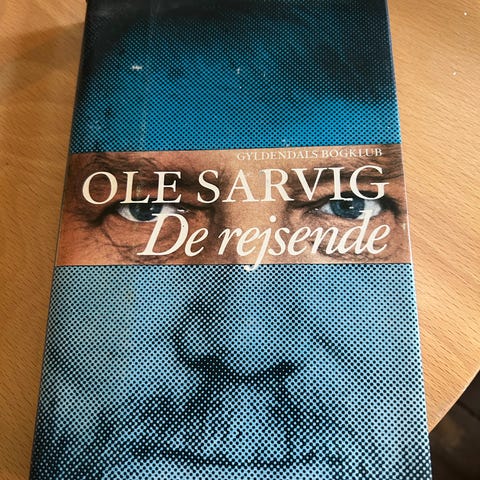 GYLDENDALS BOGKLUB
OLE SARVIG
De rejsende